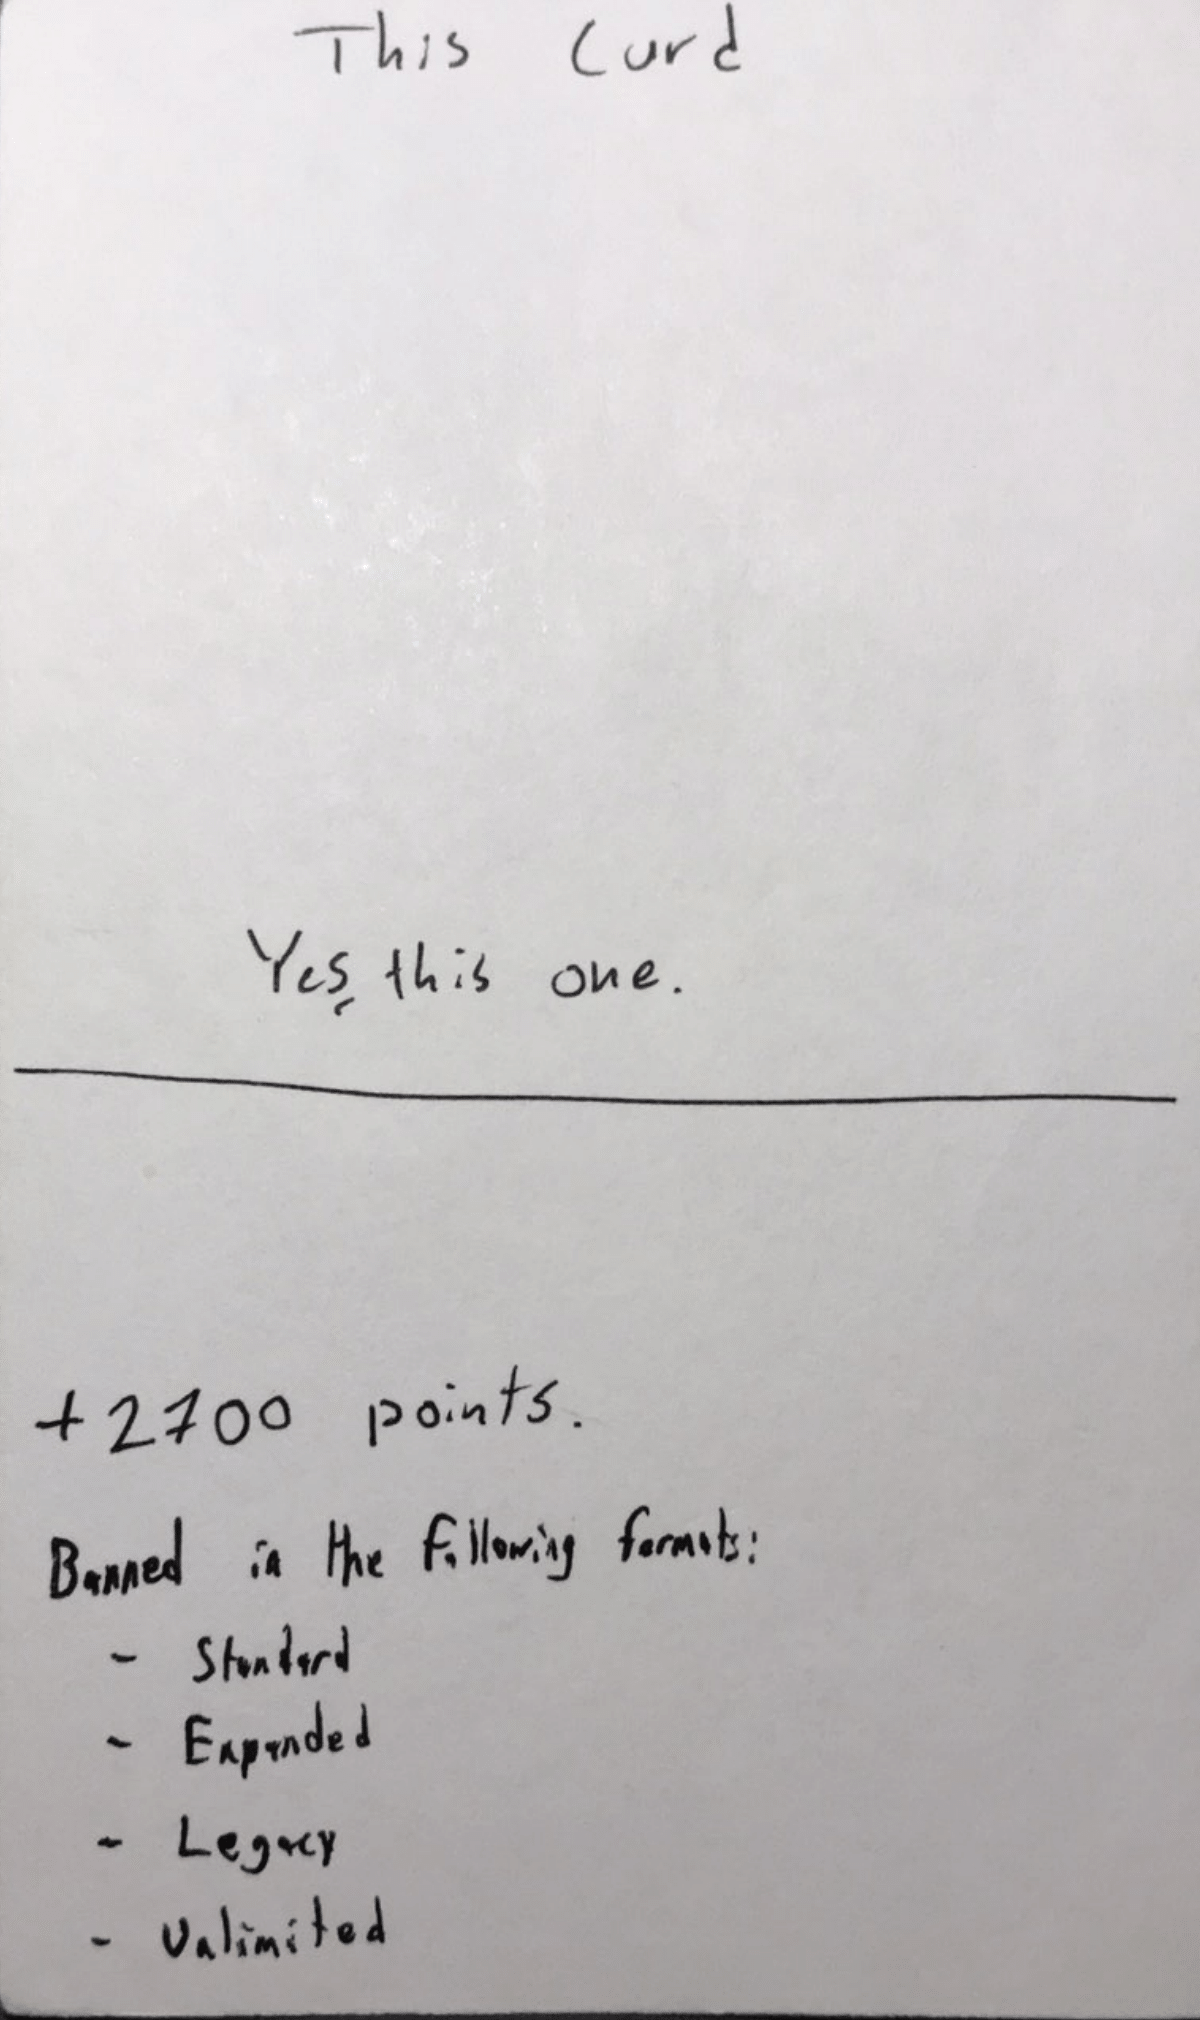 This Card
Yes, this one.
+2700 points.
Banned in the following formats:
- Standard
- Expanded
- Legacy
- Unlimited